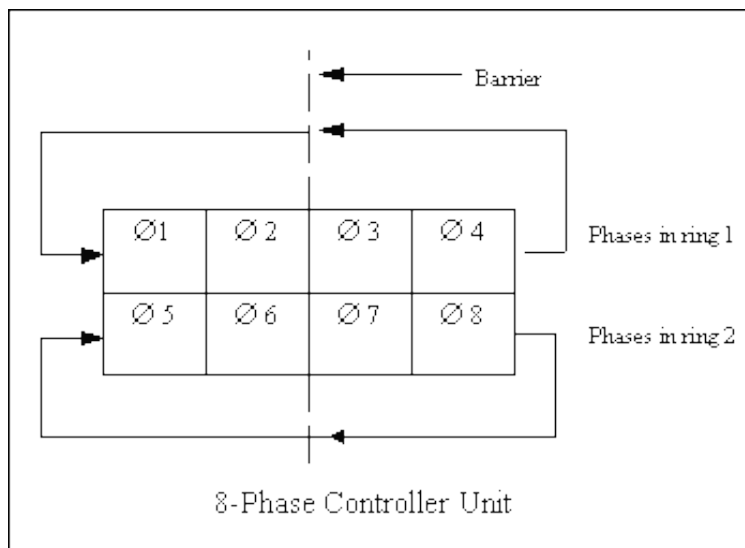 Barrier
Ø1 Ø 2 Ø 3 Ø 4
Phases in ring 1
Ø 5 Ø 6 Ø 7 Ø 8
Phases in ring 2
8-Phase Controller Unit